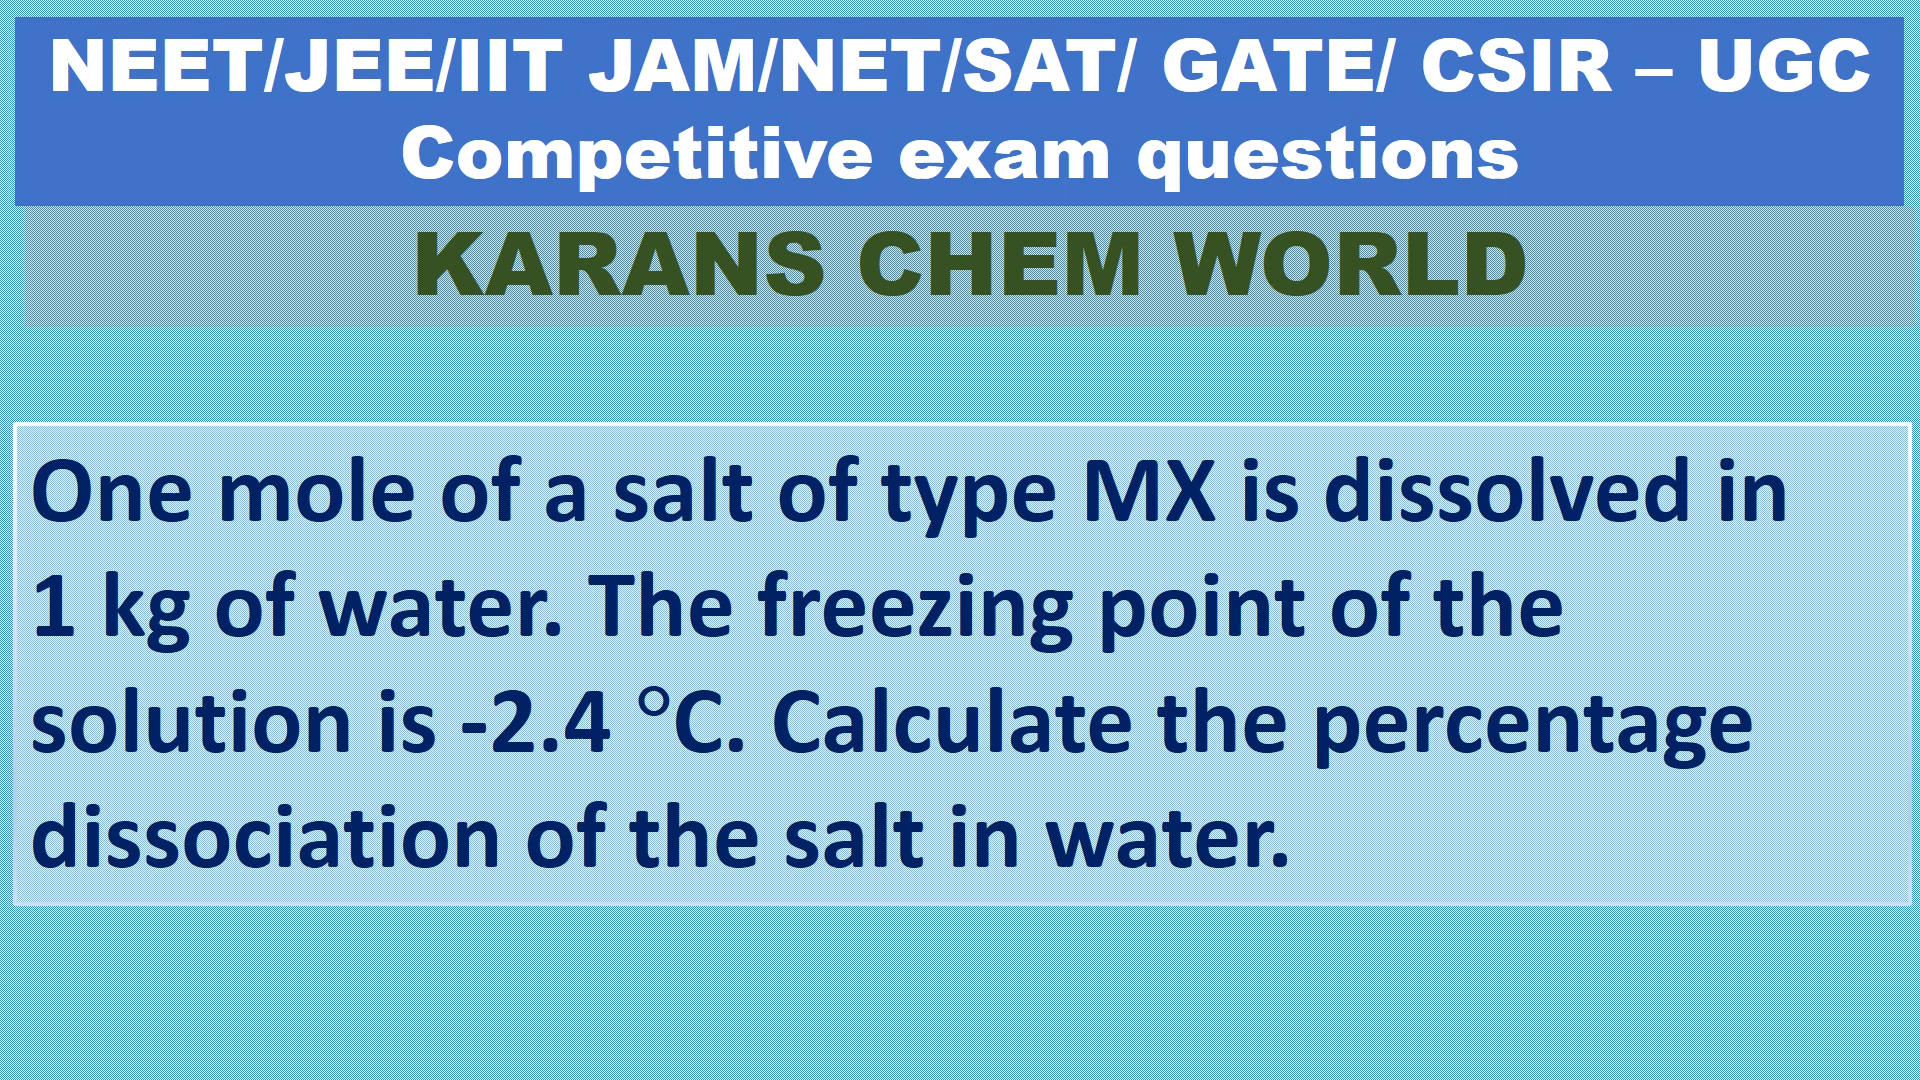 NEET/JEE/IIT JAM/NET/SAT/ GATE/ CSIR – UGC
Competitive exam questions
KARANS CHEM WORLD
One mole of a salt of type MX is dissolved in
1 kg of water. The freezing point of the
solution is -2.4 °C. Calculate the percentage
dissociation of the salt in water.